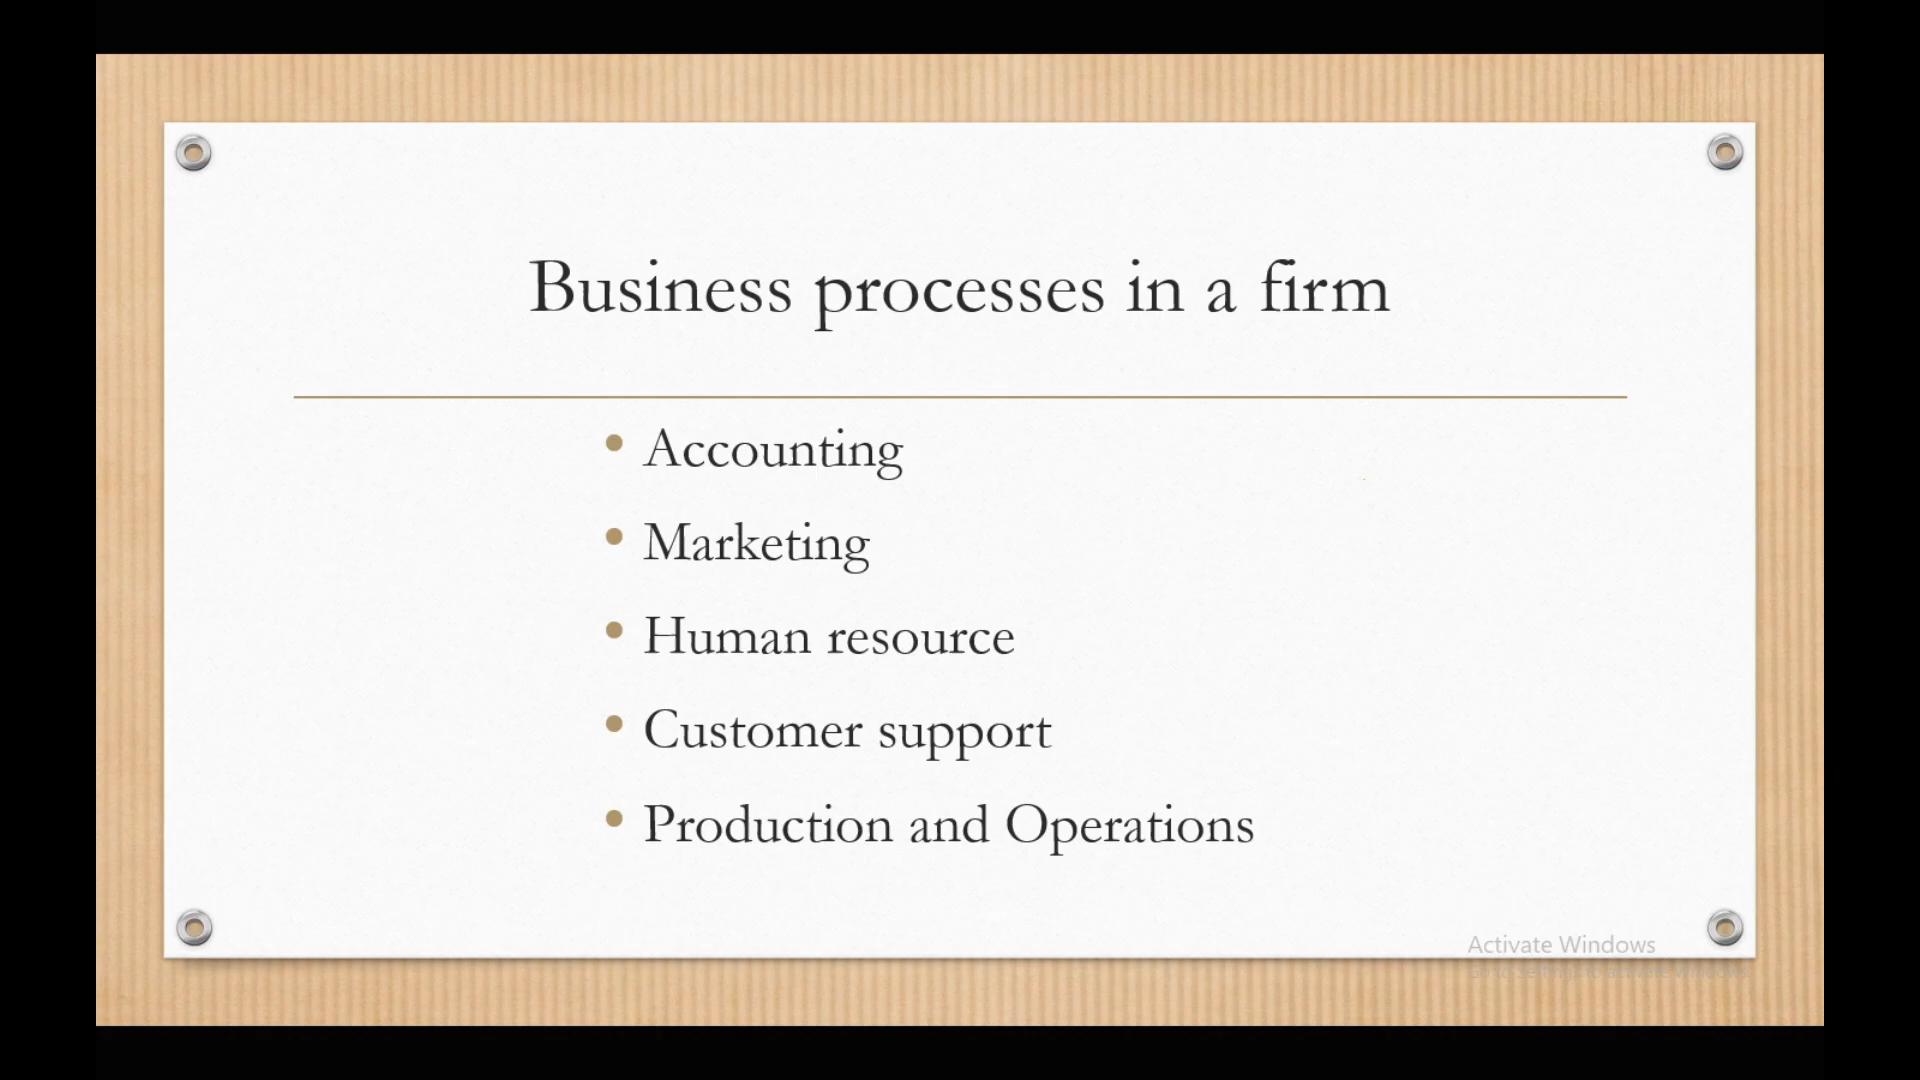 Business processes in a firm
• Accounting
• Marketing
• Human resource
• Customer support
• Production and Operations
Activate Windows